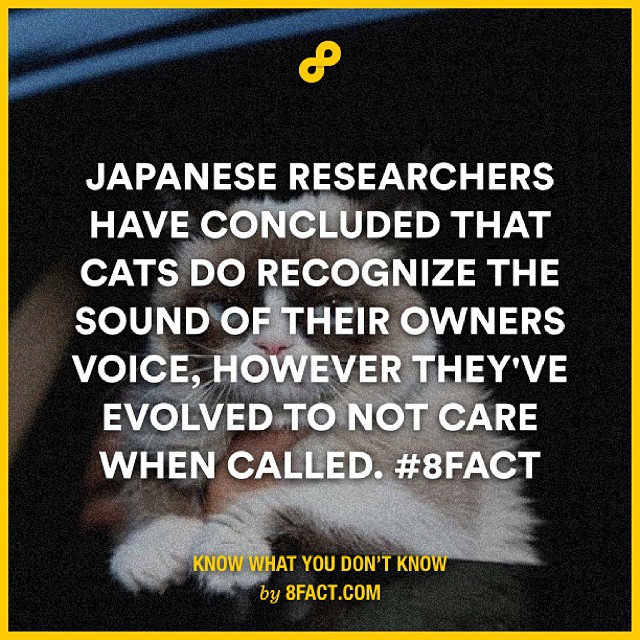 JAPANESE RESEARCHERS
HAVE CONCLUDED THAT
CATS DO RECOGNIZE THE
SOUND OF THEIR OWNERS
VOICE, HOWEVER THEY'VE
EVOLVED TO NOT CARE
WHEN CALLED. #8FACT
KNOW WHAT YOU DON'T KNOW
by 8FACT.COM